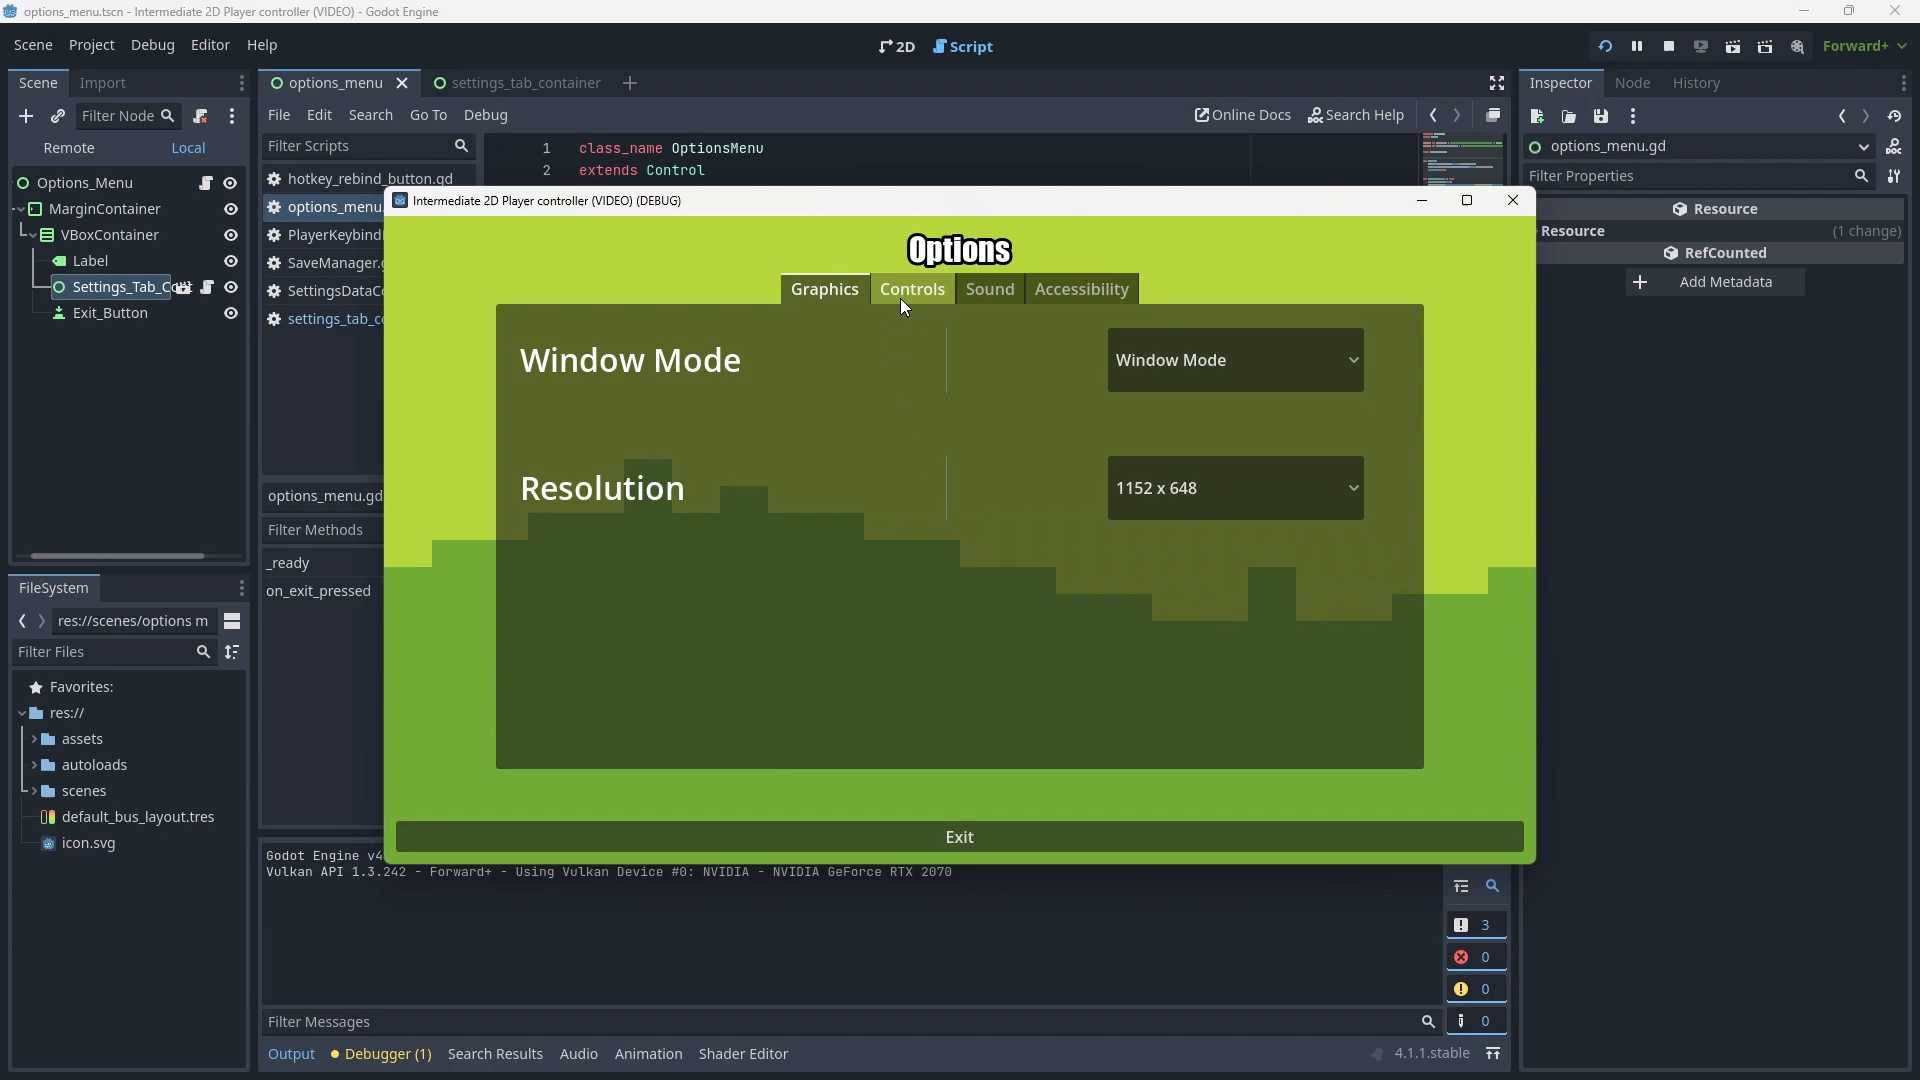 options_menu.tscn - Intermediate 2D Player controller (VIDEO) - Godot Engine
Scene Project Debug Editor Help
2D Script
Forward+
Scene Import
options_menu settings_tab_container
Inspector Node History
Filter Node
File Edit Search Go To Debug
Online Docs Search Help
Remote Local
Filter Scripts
1 class_name OptionsMenu
2 extends Control
options_menu.gd
Filter Properties
Options_Menu
MarginContainer
VBoxContainer
Label
Settings_Tab_Cont
Exit_Button
hotkey_rebind_button.gd
options_menu.
PlayerKeybind
SaveManager.g
SettingsDataCo
settings_tab_co
Resource
Resource (1 change)
RefCounted
Add Metadata
Intermediate 2D Player controller (VIDEO) (DEBUG)
Options
Graphics Controls Sound Accessibility
Window Mode
Window Mode
Resolution
1152 x 648
Exit
options_menu.gd
Filter Methods
_ready
on_exit_pressed
FileSystem
res://scenes/options m
Filter Files
Favorites:
res://
assets
autoloads
scenes
default_bus_layout.tres
icon.svg
Godot Engine v4
Vulkan API 1.3.242 - Forward+ - Using Vulkan Device #0: NVIDIA - NVIDIA GeForce RTX 2070
3
0
0
0
Filter Messages
Output Debugger (1) Search Results Audio Animation Shader Editor
4.1.1.stable